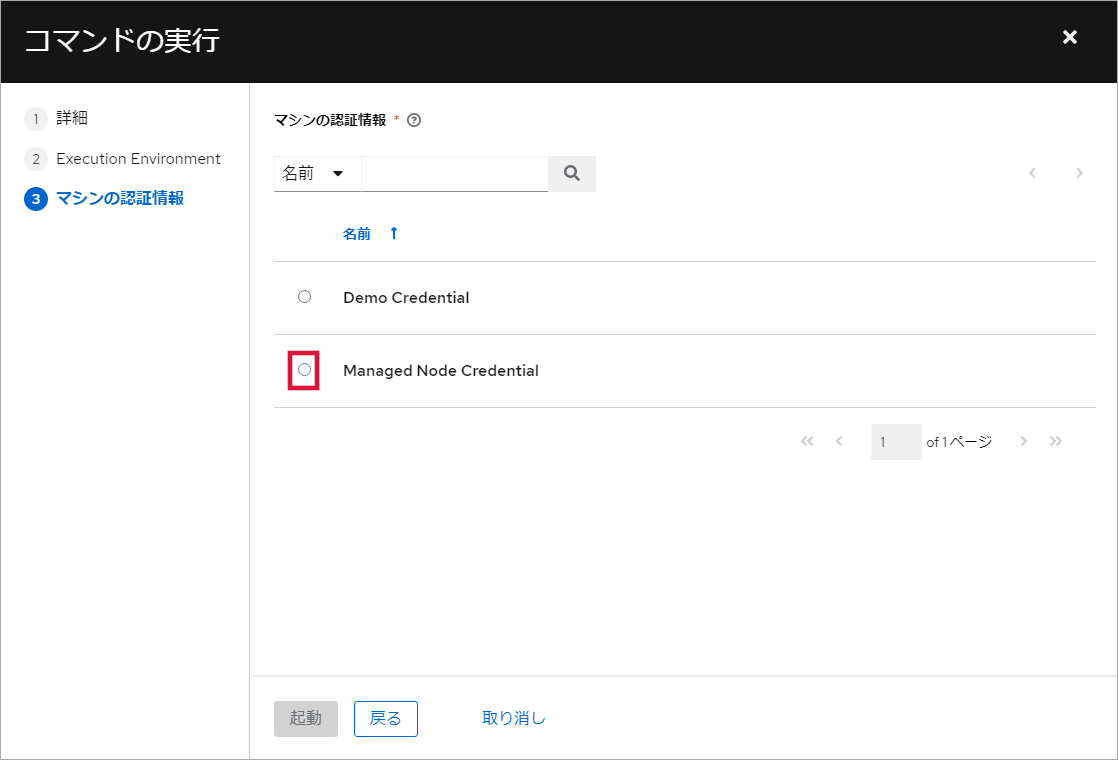 コマンドの実行
1 詳細
2 Execution Environment
3 マシンの認証情報
マシンの認証情報 *
名前
名前
Demo Credential
Managed Node Credential
1 of 1 ページ
起動 戻る 取り消し